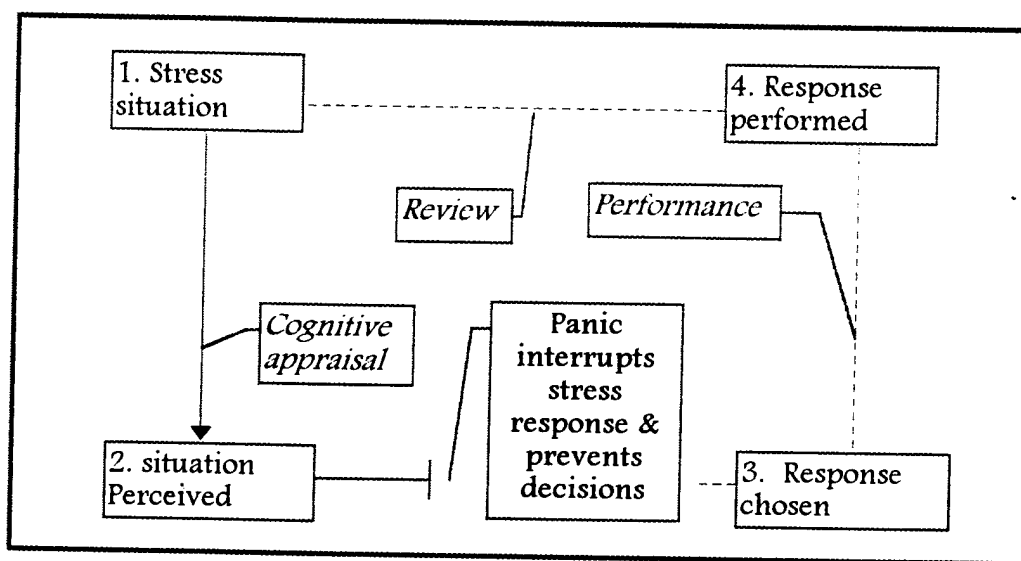 1. Stress
situation
4. Response
performed
Review
Performance
Cognitive
appraisal
Panic
interrupts
stress
response &
prevents
decisions
2. situation
Perceived
3. Response
chosen